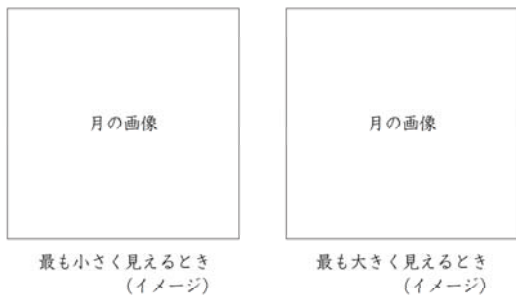 月の画像
最も小さく見えるとき
(イメージ)
月の画像
最も大きく見えるとき
(イメージ)